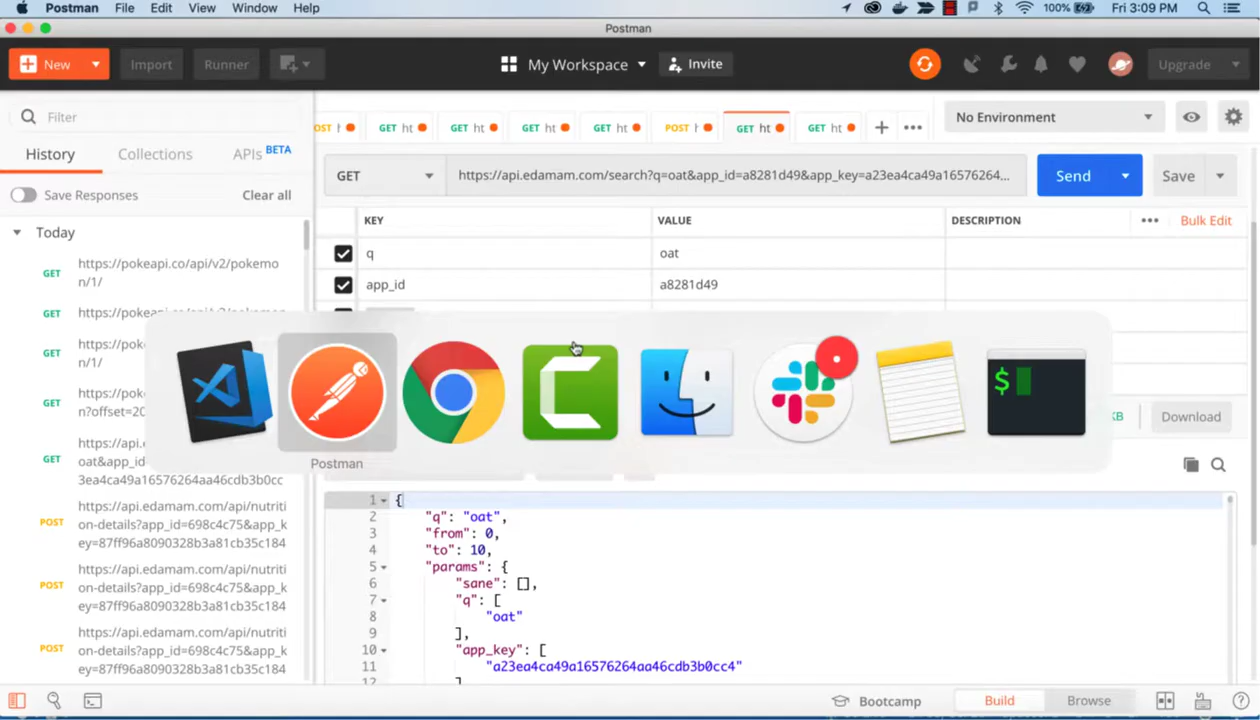 Postman File Edit View Window Help 100% Fri 3:09 PM
Postman
New Import Runner My Workspace Invite Upgrade
Filter
OST h GET ht GET ht GET ht GET ht POST h GET ht GET ht No Environment
History Collections APIs BETA
GET https://api.edamam.com/search?q=oat&app_id=a8281d49&app_key=a23ea4ca49a16576264... Send Save
Save Responses Clear all
KEY VALUE DESCRIPTION Bulk Edit
Today
q oat
GET https://pokeapi.co/api/v2/pokemo
n/1/
app_id a8281d49
GET
GET
n/1/
GET
n?offset=20
KB Download
GET
oat&app_id
3ea4ca49a16576264aa46cdb3b0cc
Postman
$
POST https://api.edamam.com/api/nutriti
on-details?app_id=698c4c75&app_k
ey=87ff96a8090328b3a81cb35c184
POST https://api.edamam.com/api/nutriti
on-details?app_id=698c4c75&app_k
ey=87ff96a8090328b3a81cb35c184
POST https://api.edamam.com/api/nutriti
on-details?app_id=698c4c75&app_k
ey=87ff96a8090328b3a81cb35c184
1 {
2 "q": "oat",
3 "from": 0,
4 "to": 10,
5 "params": {
6 "sane": [],
7 "q": [
8 "oat"
9 ],
10 "app_key": [
11 "a23ea4ca49a16576264aa46cdb3b0cc4"
12
Bootcamp Build Browse